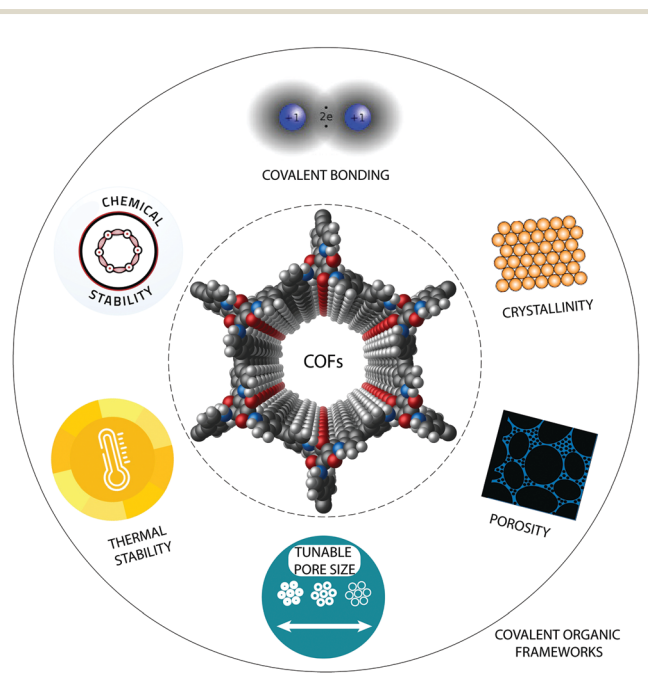 +1 2e +1
COVALENT BONDING
CHEMICAL
STABILITY
CRYSTALLINITY
COFs
THERMAL
STABILITY
POROSITY
TUNABLE
PORE SIZE
COVALENT ORGANIC
FRAMEWORKS